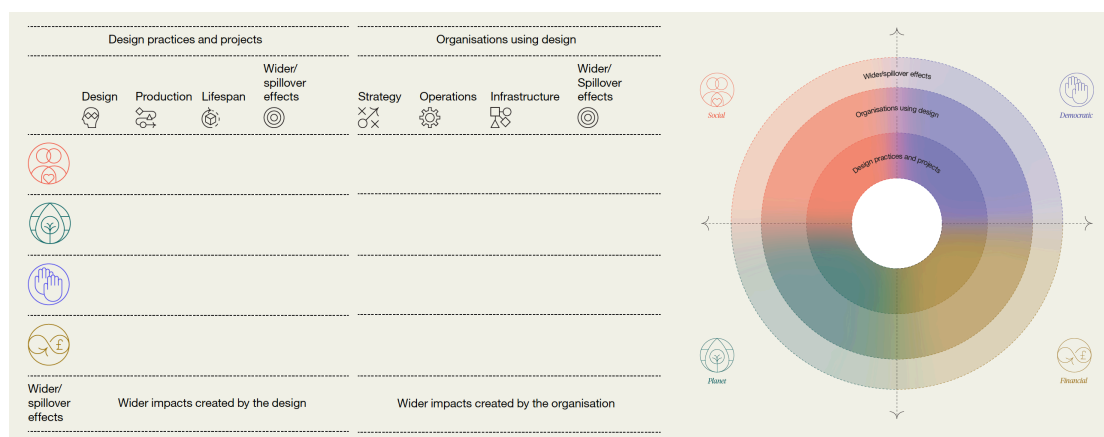 Design practices and projects
Organisations using design
Design
Production
Lifespan
Wider/
spillover
effects
Strategy
Operations
Infrastructure
Wider/
Spillover
effects
£
£
Wider/
spillover
effects
Wider impacts created by the design
Wider impacts created by the organisation
Wider/spillover effects
Organisations using design
Design practices and projects
Social
Democratic
Planet
£
Financial